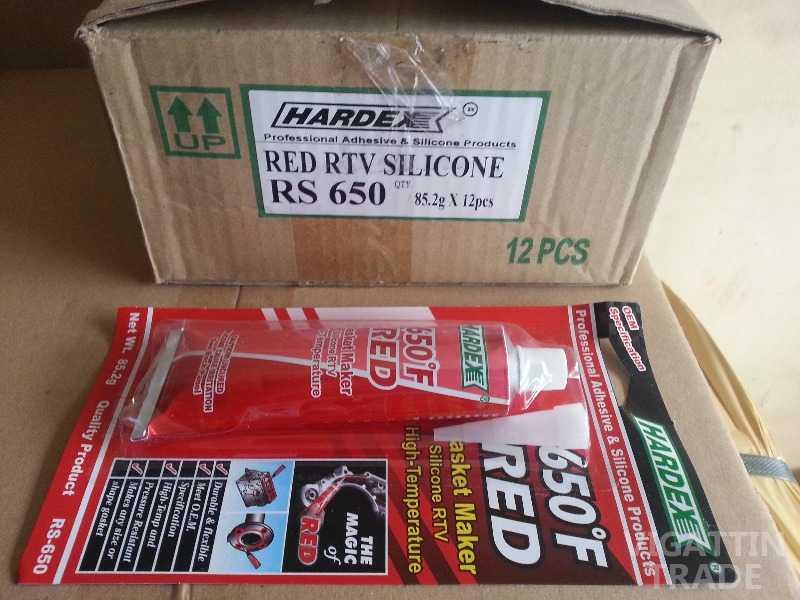 UP
HARDEX
Professional Adhesive & Silicone Products
RED RTV SILICONE
RS 650 QTY 85.2g X 12pcs
12 PCS
HARDEX
650°F
RED
Gasket Maker
Silicone RTV
Temperature
OEM
Specification
Professional Adhesive & Silicone Products
HARDEX
650°F
RED
Gasket Maker
Silicone RTV
High-Temperature
THE
MAGIC
of
RED
Durable & flexible
Meet O.E.M.
Specification
High-Temp and
Pressure Resistant
Makes any size or
shape gasket
Net Wt. 85.2g Quality Product RS-650
TRADE